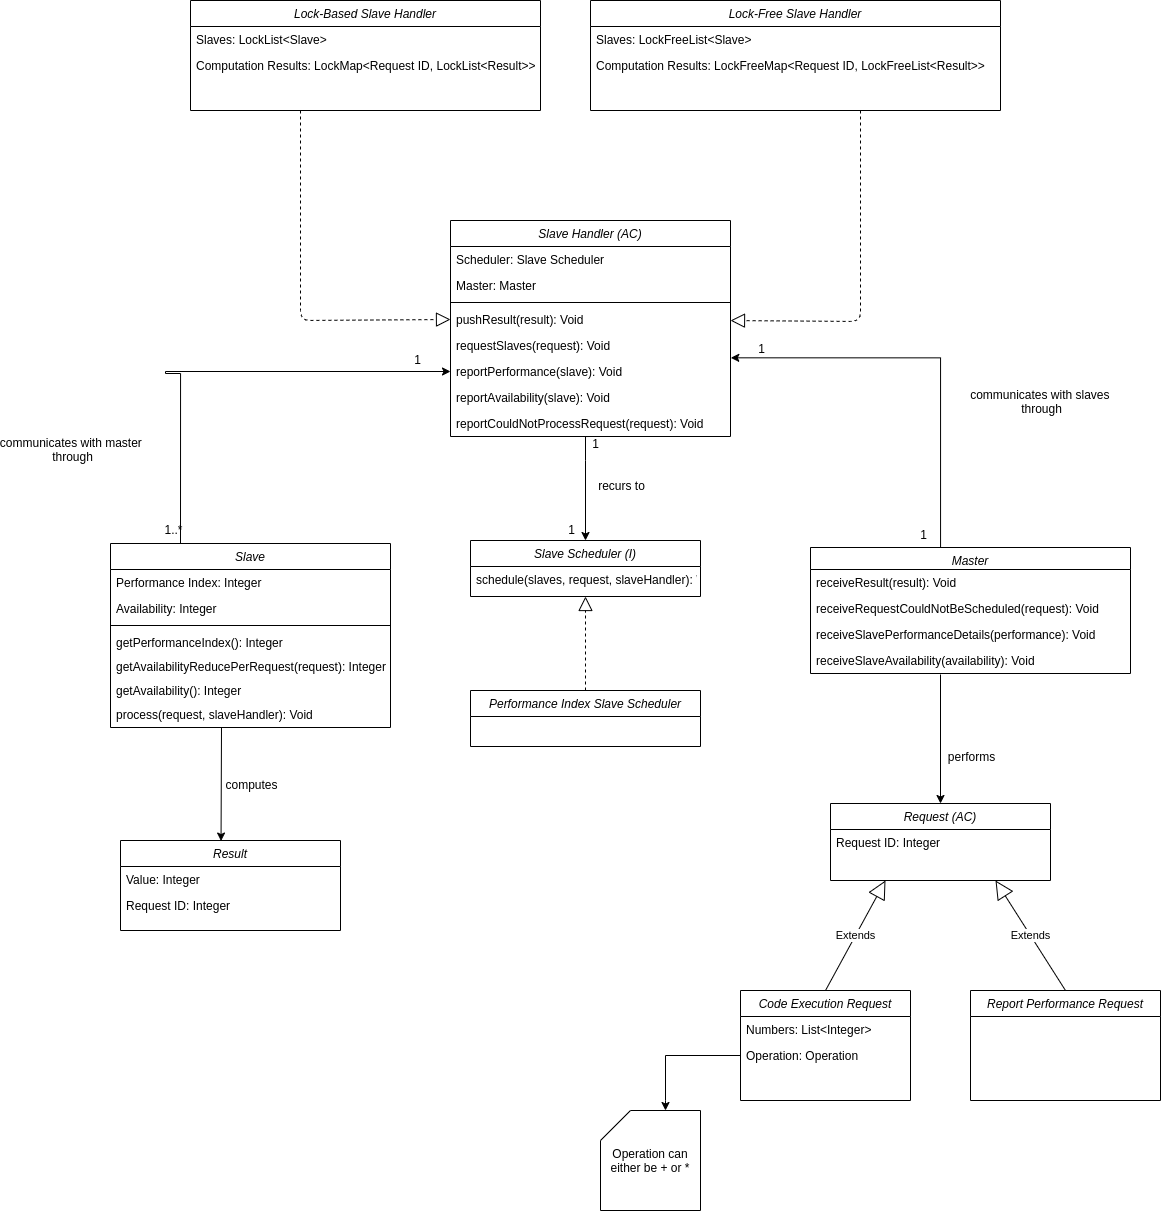 Lock-Based Slave Handler
Slaves: LockList<Slave>
Computation Results: LockMap<Request ID, LockList<Result>>
Lock-Free Slave Handler
Slaves: LockFreeList<Slave>
Computation Results: LockFreeMap<Request ID, LockFreeList<Result>>
Slave Handler (AC)
Scheduler: Slave Scheduler
Master: Master
pushResult(result): Void
requestSlaves(request): Void
reportPerformance(slave): Void
reportAvailability(slave): Void
reportCouldNotProcessRequest(request): Void
1
1
communicates with slaves
through
communicates with master
through
1
recurs to
1..*
1
1
Slave
Performance Index: Integer
Availability: Integer
getPerformanceIndex(): Integer
getAvailabilityReducePerRequest(request): Integer
getAvailability(): Integer
process(request, slaveHandler): Void
Slave Scheduler (I)
schedule(slaves, request, slaveHandler):
Master
receiveResult(result): Void
receiveRequestCouldNotBeScheduled(request): Void
receiveSlavePerformanceDetails(performance): Void
receiveSlaveAvailability(availability): Void
Performance Index Slave Scheduler
computes
performs
Result
Value: Integer
Request ID: Integer
Request (AC)
Request ID: Integer
Extends
Extends
Code Execution Request
Numbers: List<Integer>
Operation: Operation
Report Performance Request
Operation can
either be + or *